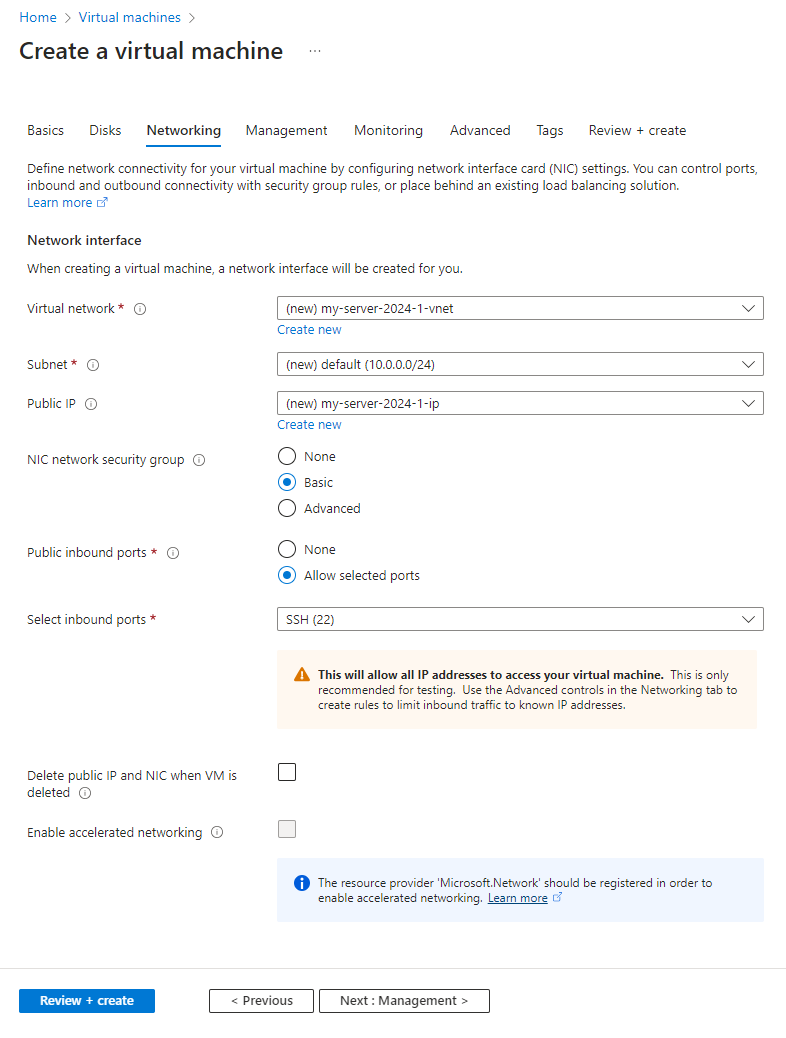 Home > Virtual machines >
Create a virtual machine ...
Basics Disks Networking Management Monitoring Advanced Tags Review + create
Define network connectivity for your virtual machine by configuring network interface card (NIC) settings. You can control ports,
inbound and outbound connectivity with security group rules, or place behind an existing load balancing solution.
Learn more
Network interface
When creating a virtual machine, a network interface will be created for you.
Virtual network * (new) my-server-2024-1-vnet
Create new
Subnet * (new) default (10.0.0.0/24)
Public IP (new) my-server-2024-1-ip
Create new
NIC network security group
None
Basic
Advanced
Public inbound ports *
None
Allow selected ports
Select inbound ports * SSH (22)
This will allow all IP addresses to access your virtual machine. This is only
recommended for testing. Use the Advanced controls in the Networking tab to
create rules to limit inbound traffic to known IP addresses.
Delete public IP and NIC when VM is
deleted
Enable accelerated networking
The resource provider 'Microsoft.Network' should be registered in order to
enable accelerated networking. Learn more
Review + create < Previous Next : Management >